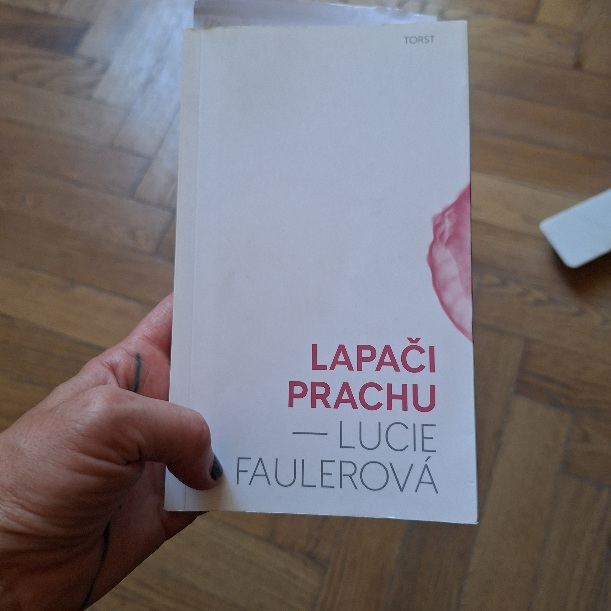 TORST
LAPAČI
PRACHU
— LUCIE
FAULEROVÁ